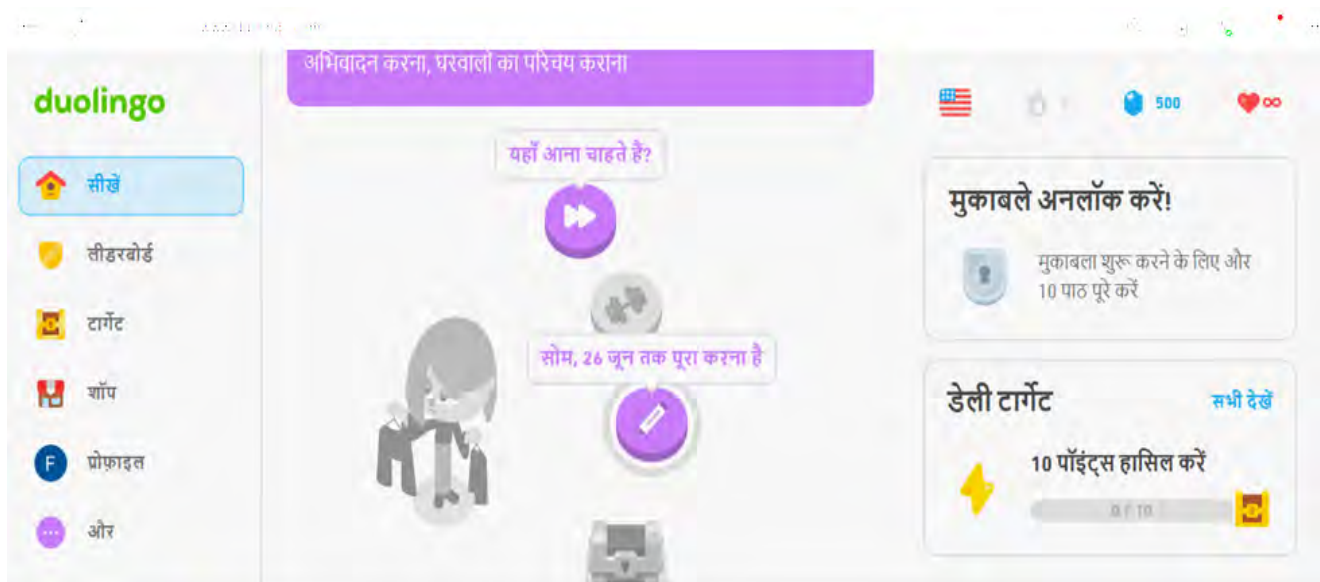 अभिवादन करना, घरवालों का परिचय कराना
duolingo
सीखें
लीडरबोर्ड
टार्गेट
शॉप
F प्रोफ़ाइल
और
यहाँ आना चाहते है?
सोम, 26 जून तक पूरा करना है
500
∞
मुकाबले अनलॉक करें!
मुकाबला शुरू करने के लिए और
10 पाठ पूरे करें
डेली टार्गेट
सभी देखें
10 पॉइंट्स हासिल करें
0 / 10